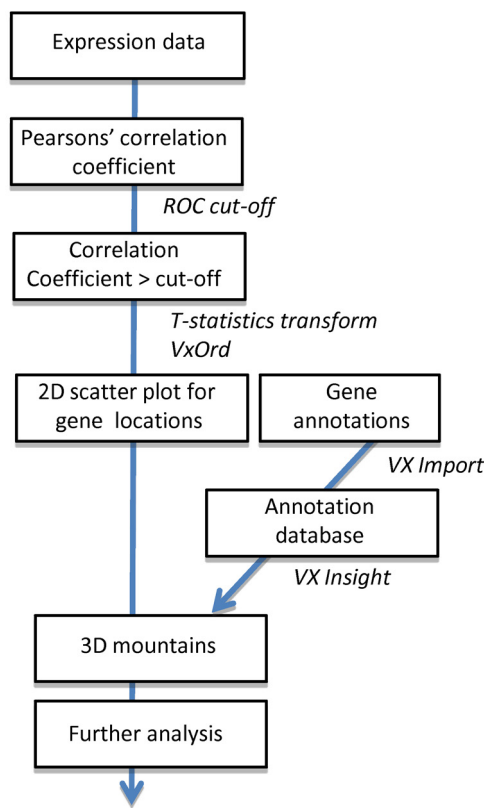 Expression data
Pearsons’ correlation
coefficient
ROC cut-off
Correlation
Coefficient > cut-off
T-statistics transform
VxOrd
2D scatter plot for
gene locations
Gene
annotations
VX Import
Annotation
database
VX Insight
3D mountains
Further analysis